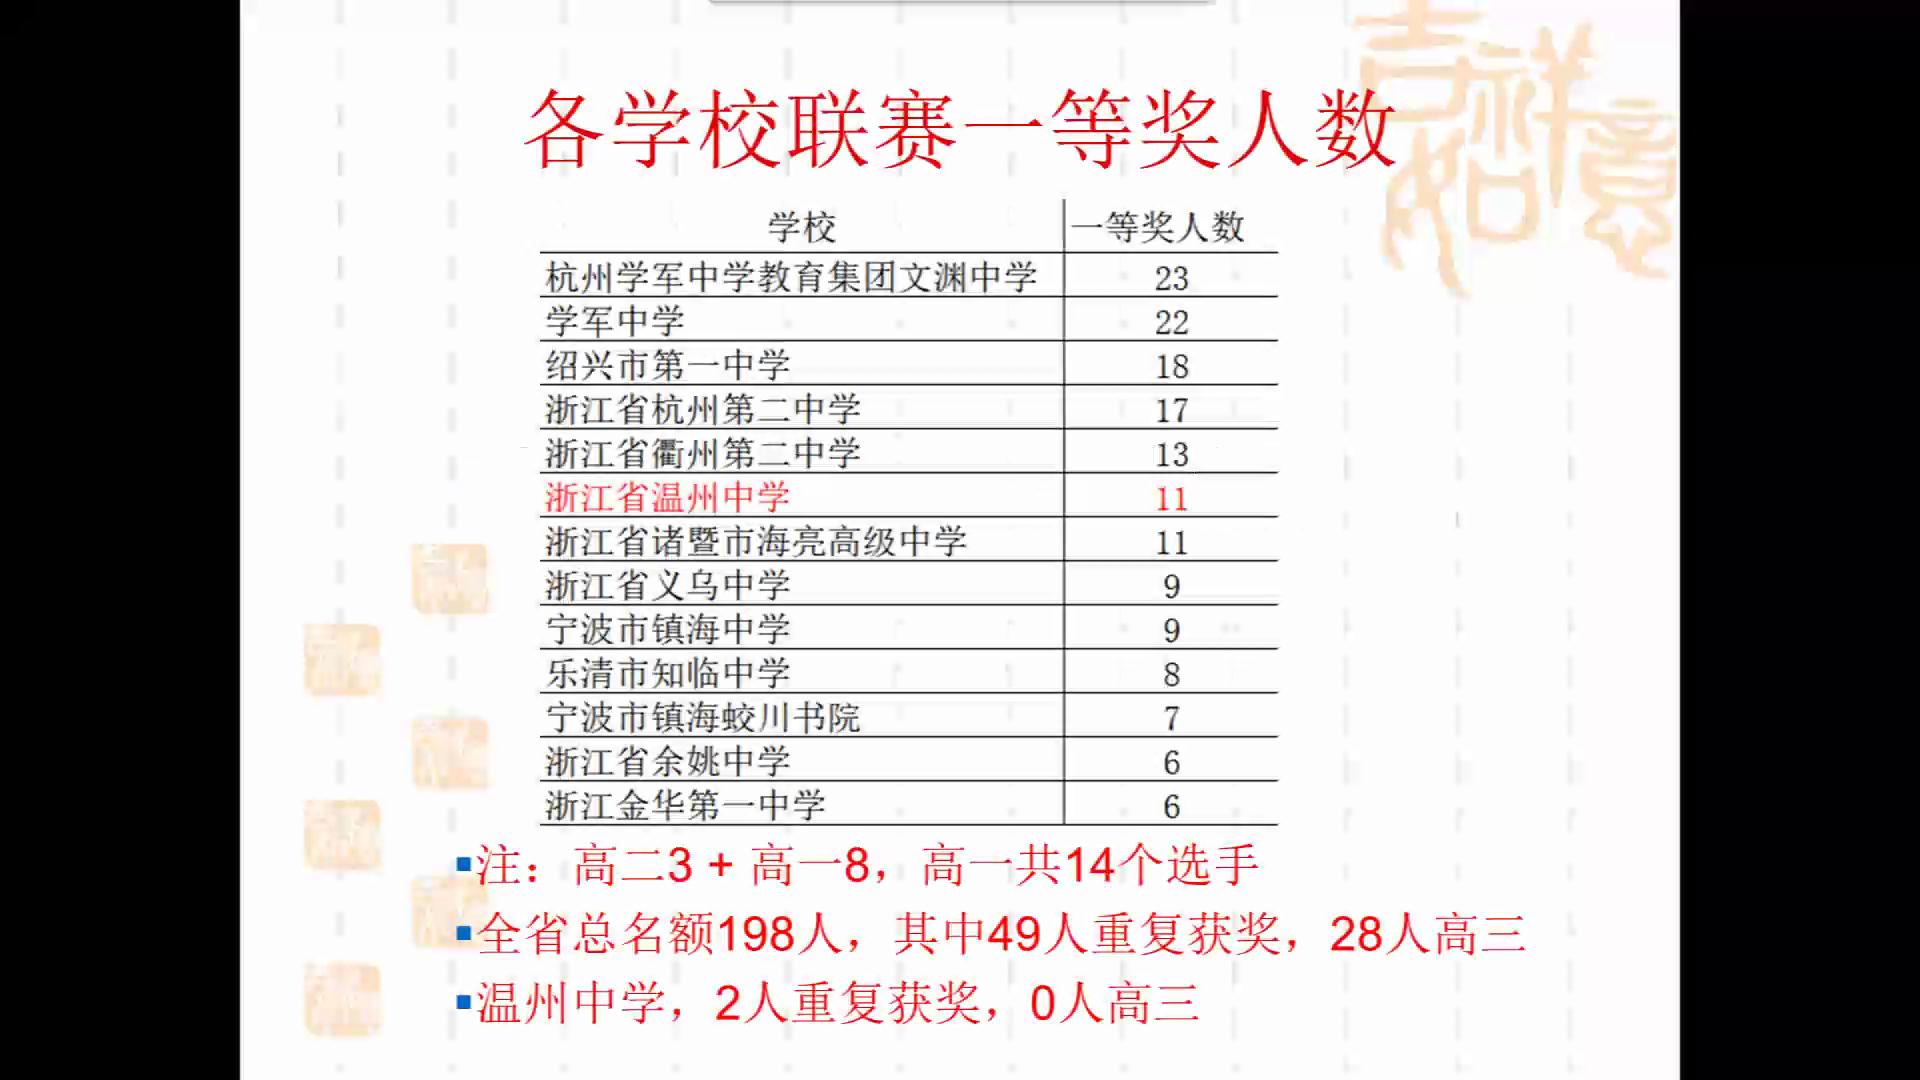 吉祥如意
各学校联赛一等奖人数
学校 一等奖人数
杭州学军中学教育集团文渊中学 23
学军中学 22
绍兴市第一中学 18
浙江省杭州第二中学 17
浙江省衢州第二中学 13
浙江省温州中学 11
浙江省诸暨市海亮高级中学 11
浙江省义乌中学 9
宁波市镇海中学 9
乐清市知临中学 8
宁波市镇海蛟川书院 7
浙江省余姚中学 6
浙江金华第一中学 6
注：高二3 + 高一8，高一共14个选手
全省总名额198人，其中49人重复获奖，28人高三
温州中学，2人重复获奖，0人高三